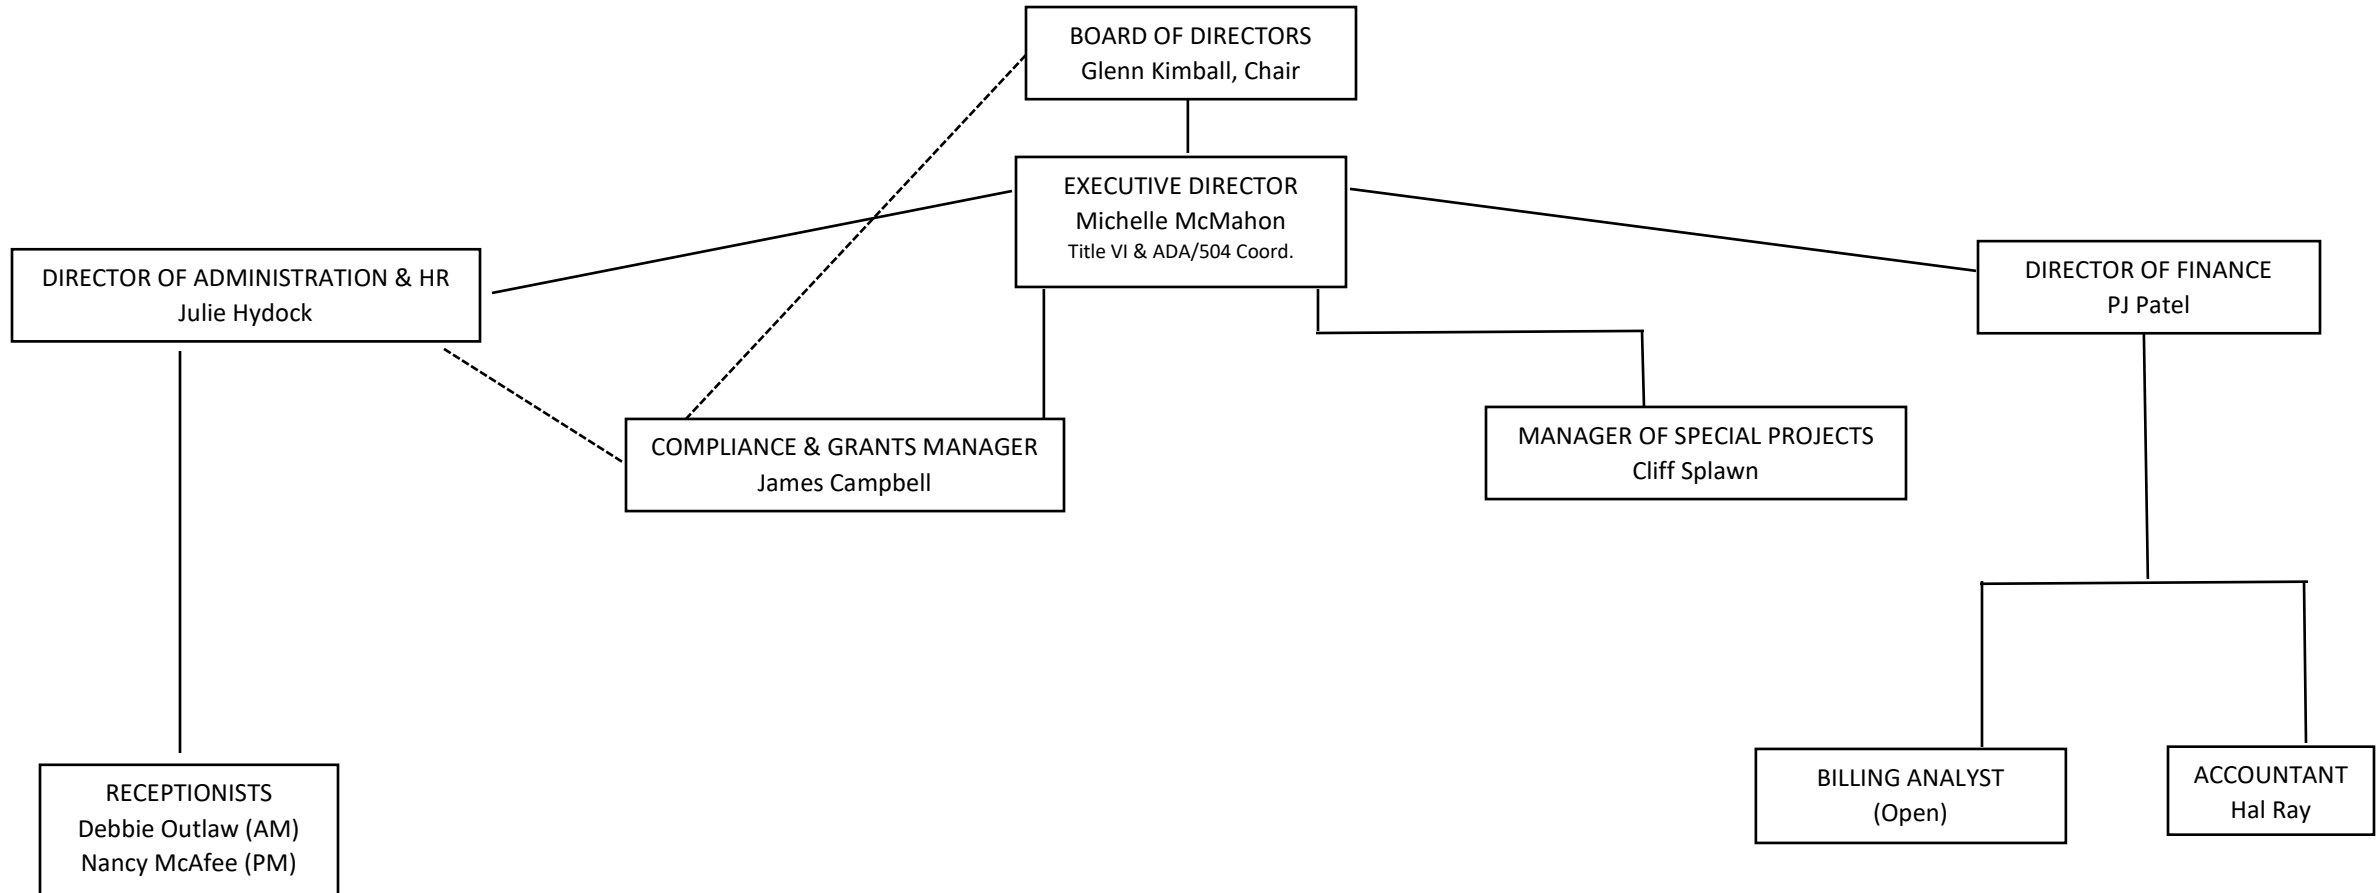 BOARD OF DIRECTORS
Glenn Kimball, Chair
EXECUTIVE DIRECTOR
Michelle McMahon
Title VI & ADA/504 Coord.
DIRECTOR OF ADMINISTRATION & HR
Julie Hydock
DIRECTOR OF FINANCE
PJ Patel
COMPLIANCE & GRANTS MANAGER
James Campbell
MANAGER OF SPECIAL PROJECTS
Cliff Splawn
RECEPTIONISTS
Debbie Outlaw (AM)
Nancy McAfee (PM)
BILLING ANALYST
(Open)
ACCOUNTANT
Hal Ray